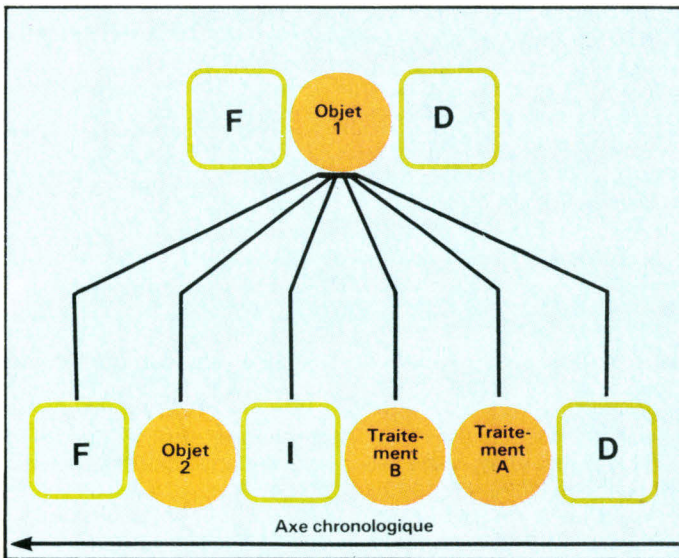 F
Objet
1
D
F
Objet
2
I
Traite-
ment
B
Traite-
ment
A
D
Axe chronologique